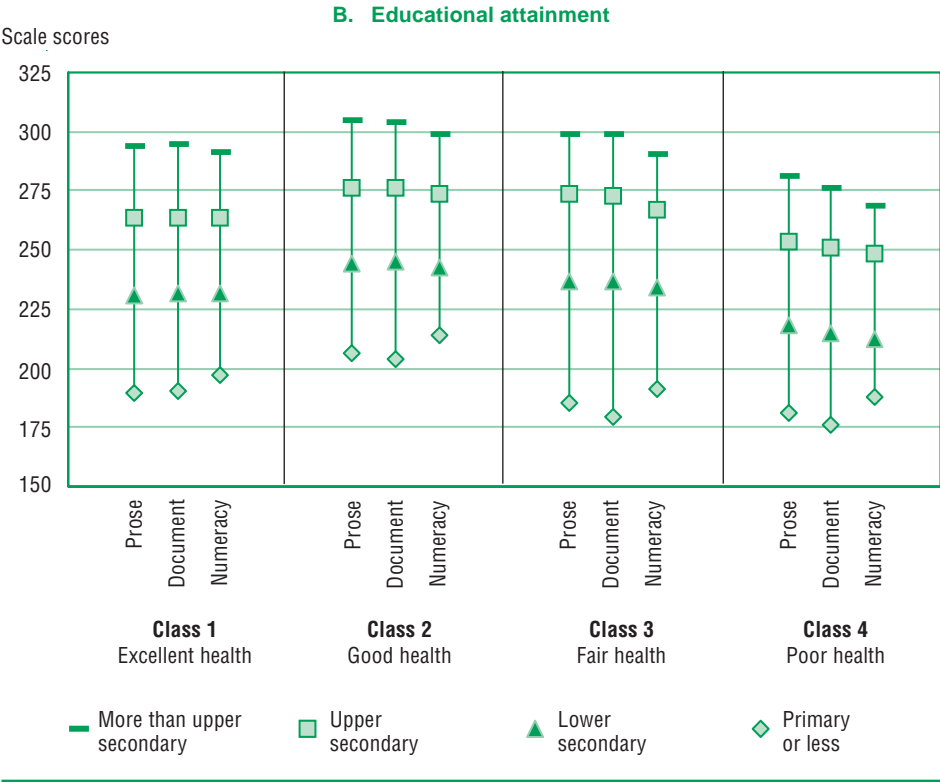 B. Educational attainment
Scale scores
325
300
275
250
225
200
175
150
Prose
Document
Numeracy
Prose
Document
Numeracy
Prose
Document
Numeracy
Prose
Document
Numeracy
Class 1
Excellent health
Class 2
Good health
Class 3
Fair health
Class 4
Poor health
More than upper
secondary
Upper
secondary
Lower
secondary
Primary
or less